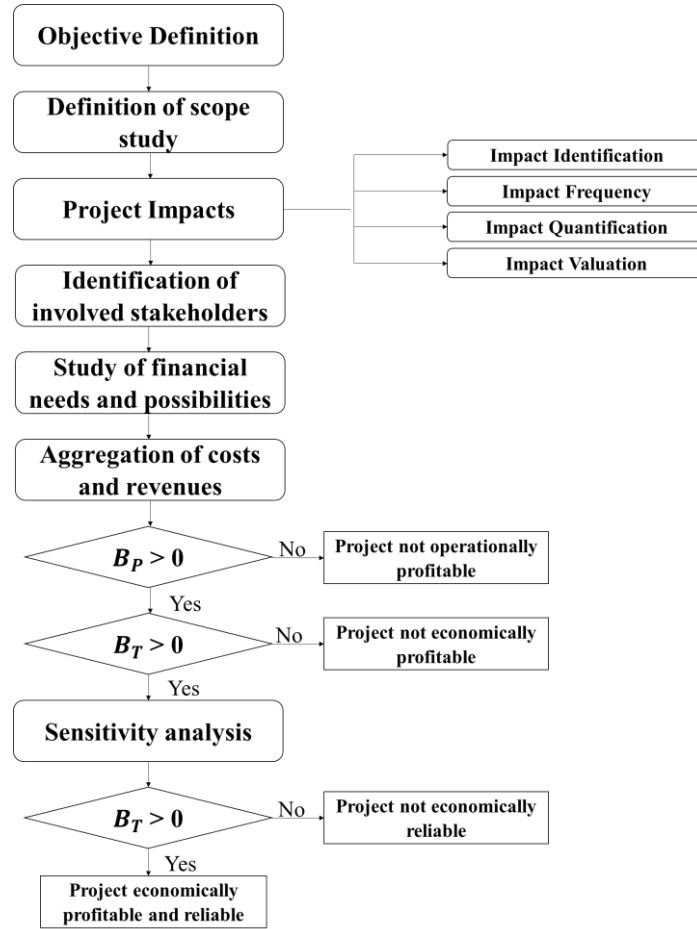 Objective Definition
Definition of scope
study
Project Impacts
Impact Identification
Impact Frequency
Impact Quantification
Impact Valuation
Identification of
involved stakeholders
Study of financial
needs and possibilities
Aggregation of costs
and revenues
B_P > 0
No
Project not operationally
profitable
Yes
B_T > 0
No
Project not economically
profitable
Yes
Sensitivity analysis
B_T > 0
No
Project not economically
reliable
Yes
Project economically
profitable and reliable